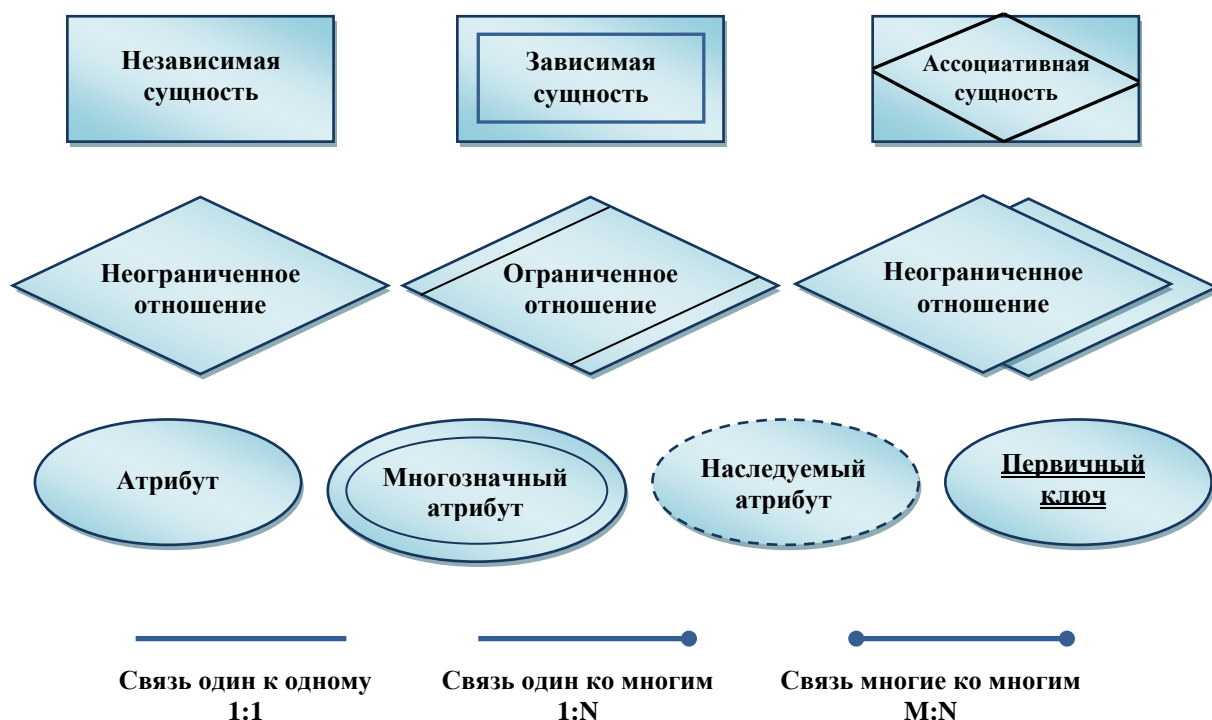 Независимая
сущность
Зависимая
сущность
Ассоциативная
сущность
Неограниченное
отношение
Ограниченное
отношение
Неограниченное
отношение
Атрибут
Многозначный
атрибут
Наследуемый
атрибут
Первичный
ключ
Связь один к одному
1:1
Связь один ко многим
1:N
Связь многие ко многим
M:N